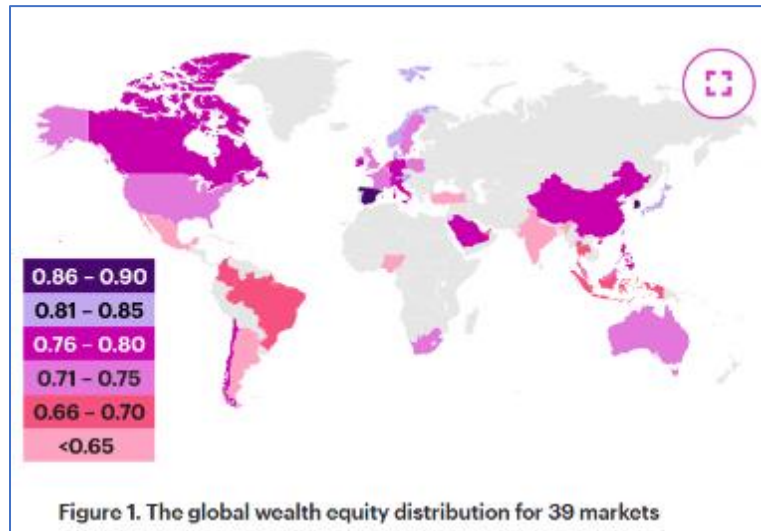 0.86 – 0.90
0.81 – 0.85
0.76 – 0.80
0.71 – 0.75
0.66 – 0.70
<0.65
Figure 1. The global wealth equity distribution for 39 markets